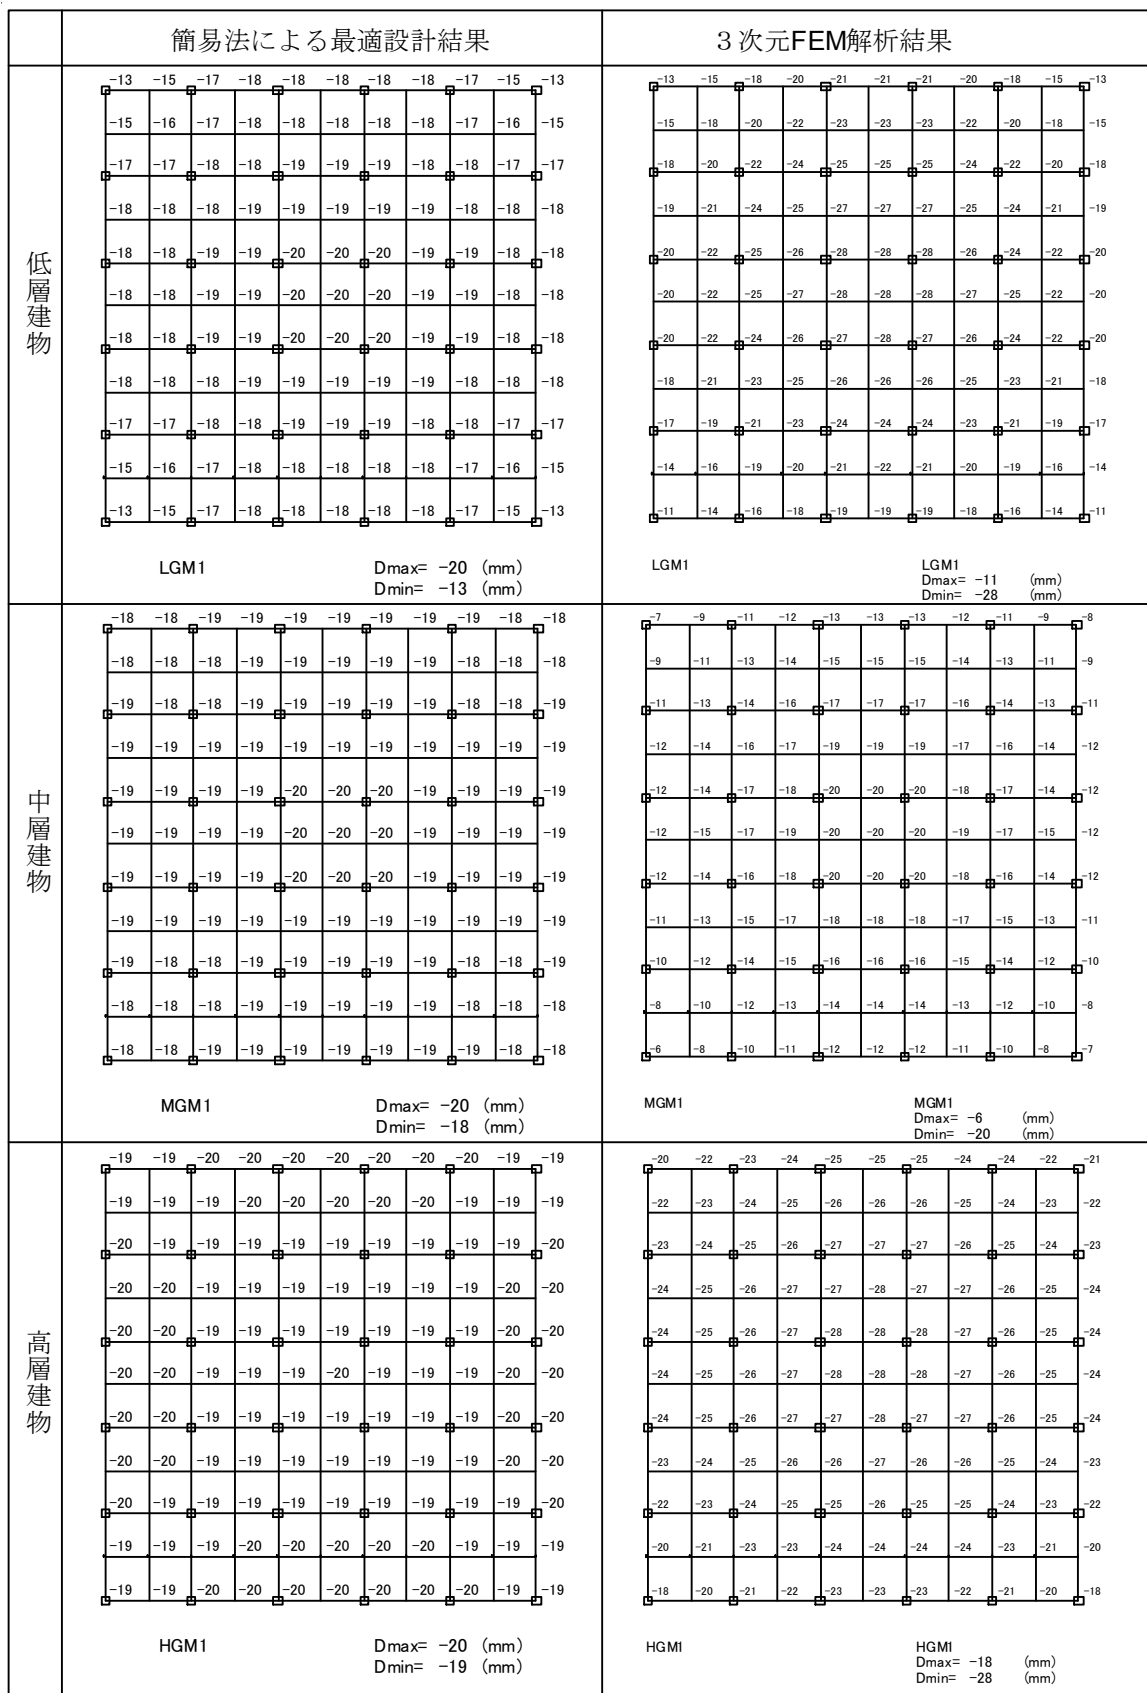 簡易法による最適設計結果
３次元FEM解析結果
低層建物
-13 -15 -17 -18 -18 -18 -18 -18 -17 -15 -13
-15 -16 -17 -18 -18 -18 -18 -18 -17 -16 -15
-17 -17 -18 -18 -19 -19 -19 -18 -18 -17 -17
-18 -18 -18 -19 -19 -19 -19 -19 -18 -18 -18
-18 -18 -19 -19 -20 -20 -20 -19 -19 -18 -18
-18 -18 -19 -19 -20 -20 -20 -19 -19 -18 -18
-18 -18 -19 -19 -20 -20 -20 -19 -19 -18 -18
-18 -18 -18 -19 -19 -19 -19 -19 -18 -18 -18
-17 -17 -18 -18 -19 -19 -19 -18 -18 -17 -17
-15 -16 -17 -18 -18 -18 -18 -18 -17 -16 -15
-13 -15 -17 -18 -18 -18 -18 -18 -17 -15 -13
LGM1
Dmax= -20 (mm)
Dmin= -13 (mm)
-13 -15 -18 -20 -21 -21 -21 -20 -18 -15 -13
-15 -18 -20 -22 -23 -23 -23 -22 -20 -18 -15
-18 -20 -22 -24 -25 -25 -25 -24 -22 -20 -18
-19 -21 -24 -25 -27 -27 -27 -25 -24 -21 -19
-20 -22 -25 -26 -28 -28 -28 -26 -24 -22 -20
-20 -22 -25 -27 -28 -28 -28 -27 -25 -22 -20
-20 -22 -24 -26 -27 -28 -27 -26 -24 -22 -20
-18 -21 -23 -25 -26 -26 -26 -25 -23 -21 -18
-17 -19 -21 -23 -24 -24 -24 -23 -21 -19 -17
-14 -16 -19 -20 -21 -22 -21 -20 -19 -16 -14
-11 -14 -16 -18 -19 -19 -19 -18 -16 -14 -11
LGM1
LGM1
Dmax= -11 (mm)
Dmin= -28 (mm)
中層建物
-18 -18 -19 -19 -19 -19 -19 -19 -19 -18 -18
-18 -18 -18 -19 -19 -19 -19 -19 -18 -18 -18
-19 -18 -18 -19 -19 -19 -19 -19 -18 -18 -19
-19 -19 -19 -19 -19 -19 -19 -19 -19 -19 -19
-19 -19 -19 -19 -20 -20 -20 -19 -19 -19 -19
-19 -19 -19 -19 -20 -20 -20 -19 -19 -19 -19
-19 -19 -19 -19 -20 -20 -20 -19 -19 -19 -19
-19 -19 -19 -19 -19 -19 -19 -19 -19 -19 -19
-19 -18 -18 -19 -19 -19 -19 -19 -18 -18 -19
-18 -18 -18 -19 -19 -19 -19 -19 -18 -18 -18
-18 -18 -19 -19 -19 -19 -19 -19 -19 -18 -18
MGM1
Dmax= -20 (mm)
Dmin= -18 (mm)
-7 -9 -11 -12 -13 -13 -13 -12 -11 -9 -8
-9 -11 -13 -14 -15 -15 -15 -14 -13 -11 -9
-11 -13 -14 -16 -17 -17 -17 -16 -14 -13 -11
-12 -14 -16 -17 -19 -19 -19 -17 -16 -14 -12
-12 -14 -17 -18 -20 -20 -20 -18 -17 -14 -12
-12 -15 -17 -19 -20 -20 -20 -19 -17 -15 -12
-12 -14 -16 -18 -20 -20 -20 -18 -16 -14 -12
-11 -13 -15 -17 -18 -18 -18 -17 -15 -13 -11
-10 -12 -14 -15 -16 -16 -16 -15 -14 -12 -10
-8 -10 -12 -13 -14 -14 -14 -13 -12 -10 -8
-6 -8 -10 -11 -12 -12 -12 -11 -10 -8 -7
MGM1
MGM1
Dmax= -6 (mm)
Dmin= -20 (mm)
高層建物
-19 -19 -20 -20 -20 -20 -20 -20 -20 -19 -19
-19 -19 -19 -20 -20 -20 -20 -20 -19 -19 -19
-20 -19 -19 -19 -19 -19 -19 -19 -19 -19 -20
-20 -20 -19 -19 -19 -19 -19 -19 -19 -20 -20
-20 -20 -19 -19 -19 -19 -19 -19 -19 -20 -20
-20 -20 -19 -19 -19 -19 -19 -19 -19 -20 -20
-20 -20 -19 -19 -19 -19 -19 -19 -19 -20 -20
-20 -20 -19 -19 -19 -19 -19 -19 -19 -20 -20
-20 -19 -19 -19 -19 -19 -19 -19 -19 -19 -20
-19 -19 -19 -20 -20 -20 -20 -20 -19 -19 -19
-19 -19 -20 -20 -20 -20 -20 -20 -20 -19 -19
HGM1
Dmax= -20 (mm)
Dmin= -19 (mm)
-20 -22 -23 -24 -25 -25 -25 -24 -24 -22 -21
-22 -23 -24 -25 -26 -26 -26 -25 -24 -23 -22
-23 -24 -25 -26 -27 -27 -27 -26 -25 -24 -23
-24 -25 -26 -27 -27 -28 -27 -26 -26 -25 -24
-24 -25 -26 -27 -28 -28 -28 -27 -26 -25 -24
-24 -25 -26 -27 -28 -28 -28 -27 -26 -25 -24
-24 -25 -26 -27 -27 -28 -27 -27 -26 -25 -24
-23 -24 -25 -26 -26 -27 -26 -26 -25 -24 -23
-22 -23 -24 -25 -25 -26 -25 -25 -24 -23 -22
-20 -21 -23 -23 -24 -24 -24 -24 -23 -21 -20
-18 -20 -21 -22 -23 -23 -23 -22 -21 -20 -18
HGM1
HGM1
Dmax= -18 (mm)
Dmin= -28 (mm)